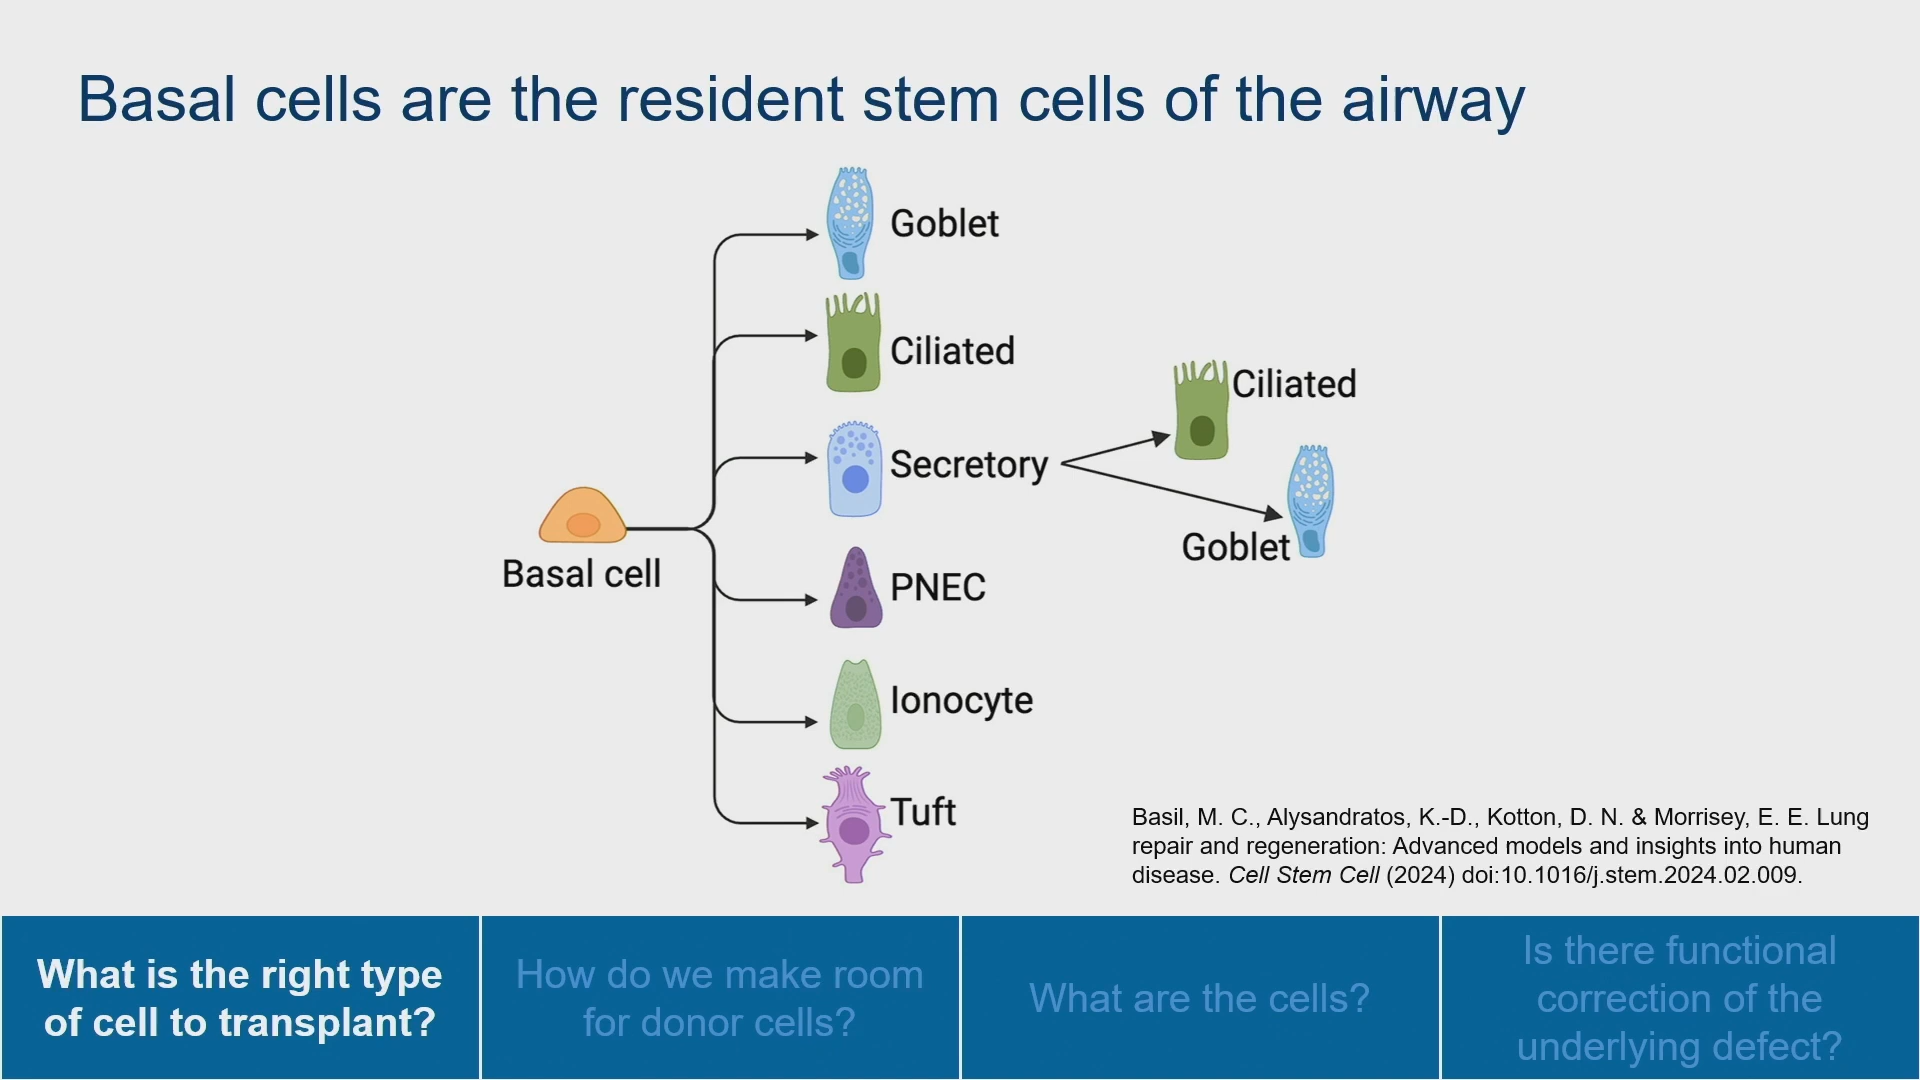 Basal cells are the resident stem cells of the airway
Goblet
Ciliated
Secretory
Ciliated
Goblet
Basal cell
PNEC
Ionocyte
Tuft
Basil, M. C., Alysandratos, K.-D., Kotton, D. N. & Morrisey, E. E. Lung
repair and regeneration: Advanced models and insights into human
disease. Cell Stem Cell (2024) doi:10.1016/j.stem.2024.02.009.
What is the right type
of cell to transplant?
How do we make room
for donor cells?
What are the cells?
Is there functional
correction of the
underlying defect?